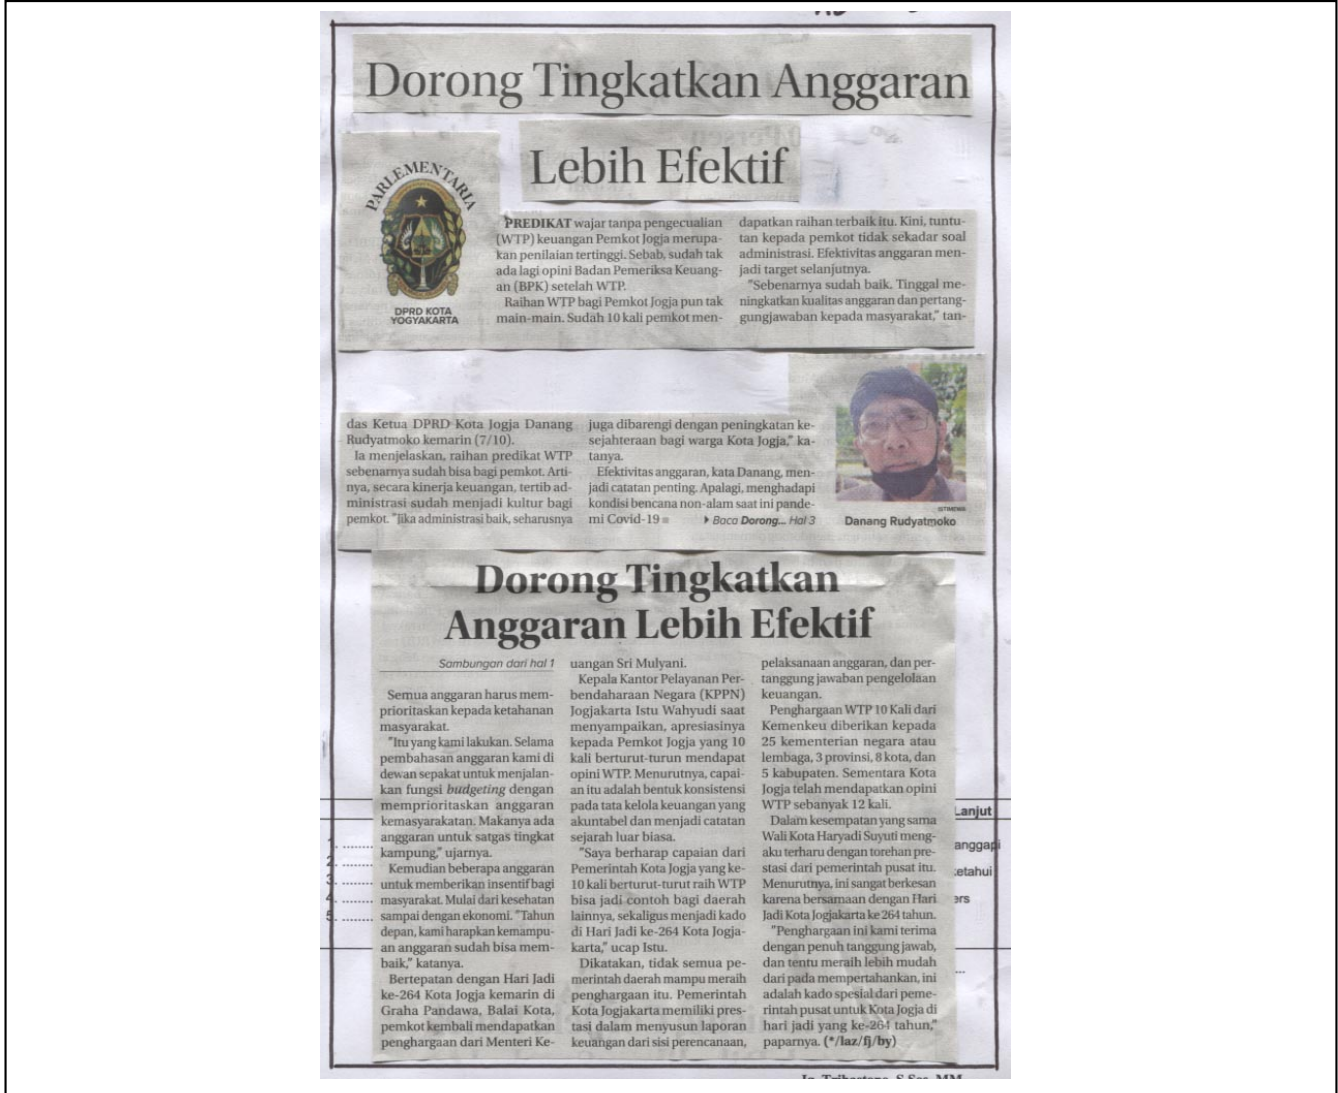 Dorong Tingkatkan Anggaran
Lebih Efektif
PARLEMENTARIA
DPRD KOTA
YOGYAKARTA
PREDIKAT wajar tanpa pengecualian
(WTP) keuangan Pemkot Jogja merupa-
kan penilaian tertinggi. Sebab, sudah tak
ada lagi opini Badan Pemeriksa Keuang-
an (BPK) setelah WTP.
Raihan WTP bagi Pemkot Jogja pun tak
main-main. Sudah 10 kali pemkot men-
dapatkan raihan terbaik itu. Kini, tuntu-
tan kepada pemkot tidak sekadar soal
administrasi. Efektivitas anggaran men-
jadi target selanjutnya.
"Sebenarnya sudah baik. Tinggal me-
ningkatkan kualitas anggaran dan pertang-
gungjawaban kepada masyarakat," tan-
das Ketua DPRD Kota Jogja Danang
Rudyatmoko kemarin (7/10).
Ia menjelaskan, raihan predikat WTP
sebenarnya sudah bisa bagi pemkot. Arti-
nya, secara kinerja keuangan, tertib ad-
ministrasi sudah menjadi kultur bagi
pemkot. "Jika administrasi baik, seharusnya
juga dibarengi dengan peningkatan ke-
sejahteraan bagi warga Kota Jogja," ka-
tanya.
Efektivitas anggaran, kata Danang, men-
jadi catatan penting. Apalagi, menghadapi
kondisi bencana non-alam saat ini pande-
mi Covid-19
Baca Dorong... Hal 3
ISTIMEWA
Danang Rudyatmoko
Dorong Tingkatkan
Anggaran Lebih Efektif
Sambungan dari hal 1
Semua anggaran harus mem-
prioritaskan kepada ketahanan
masyarakat.
"Itu yang kami lakukan. Selama
pembahasan anggaran kami di
dewan sepakat untuk menjalan-
kan fungsi budgeting dengan
memprioritaskan anggaran
kemasyarakatan. Makanya ada
anggaran untuk satgas tingkat
kampung," ujarnya.
Kemudian beberapa anggaran
untuk memberikan insentif bagi
masyarakat. Mulai dari kesehatan
sampai dengan ekonomi. "Tahun
depan, kami harapkan kemampu-
an anggaran sudah bisa mem-
baik," katanya.
Bertepatan dengan Hari Jadi
ke-264 Kota Jogja kemarin di
Graha Pandawa, Balai Kota,
pemkot kembali mendapatkan
penghargaan dari Menteri Ke-
uangan Sri Mulyani.
Kepala Kantor Pelayanan Per-
bendaharaan Negara (KPPN)
Jogjakarta Istu Wahyudi saat
menyampaikan, apresiasinya
kepada Pemkot Jogja yang 10
kali berturut-turun mendapat
opini WTP. Menurutnya, capai-
an itu adalah bentuk konsistensi
pada tata kelola keuangan yang
akuntabel dan menjadi catatan
sejarah luar biasa.
"Saya berharap capaian dari
Pemerintah Kota Jogja yang ke-
10 kali berturut-turut raih WTP
bisa jadi contoh bagi daerah
lainnya, sekaligus menjadi kado
di Hari Jadi ke-264 Kota Jogja-
karta," ucap Istu.
Dikatakan, tidak semua pe-
merintah daerah mampu meraih
penghargaan itu. Pemerintah
Kota Jogjakarta memiliki pres-
tasi dalam menyusun laporan
keuangan dari sisi perencanaan,
pelaksanaan anggaran, dan per-
tanggung jawaban pengelolaan
keuangan.
Penghargaan WTP 10 Kali dari
Kemenkeu diberikan kepada
25 kementerian negara atau
lembaga, 3 provinsi, 8 kota, dan
5 kabupaten. Sementara Kota
Jogja telah mendapatkan opini
WTP sebanyak 12 kali.
Dalam kesempatan yang sama
Wali Kota Haryadi Suyuti meng-
aku terharu dengan torehan pre-
stasi dari pemerintah pusat itu.
Menurutnya, ini sangat berkesan
karena bersamaan dengan Hari
Jadi Kota Jogjakarta ke 264 tahun.
"Penghargaan ini kami terima
dengan penuh tanggung jawab,
dan tentu meraih lebih mudah
dari pada mempertahankan, ini
adalah kado spesial dari peme-
rintah pusat untuk Kota Jogja di
hari jadi yang ke-264 tahun,"
paparnya. (*/laz/fj/by)
Lanjut
anggapi
etahui
ers